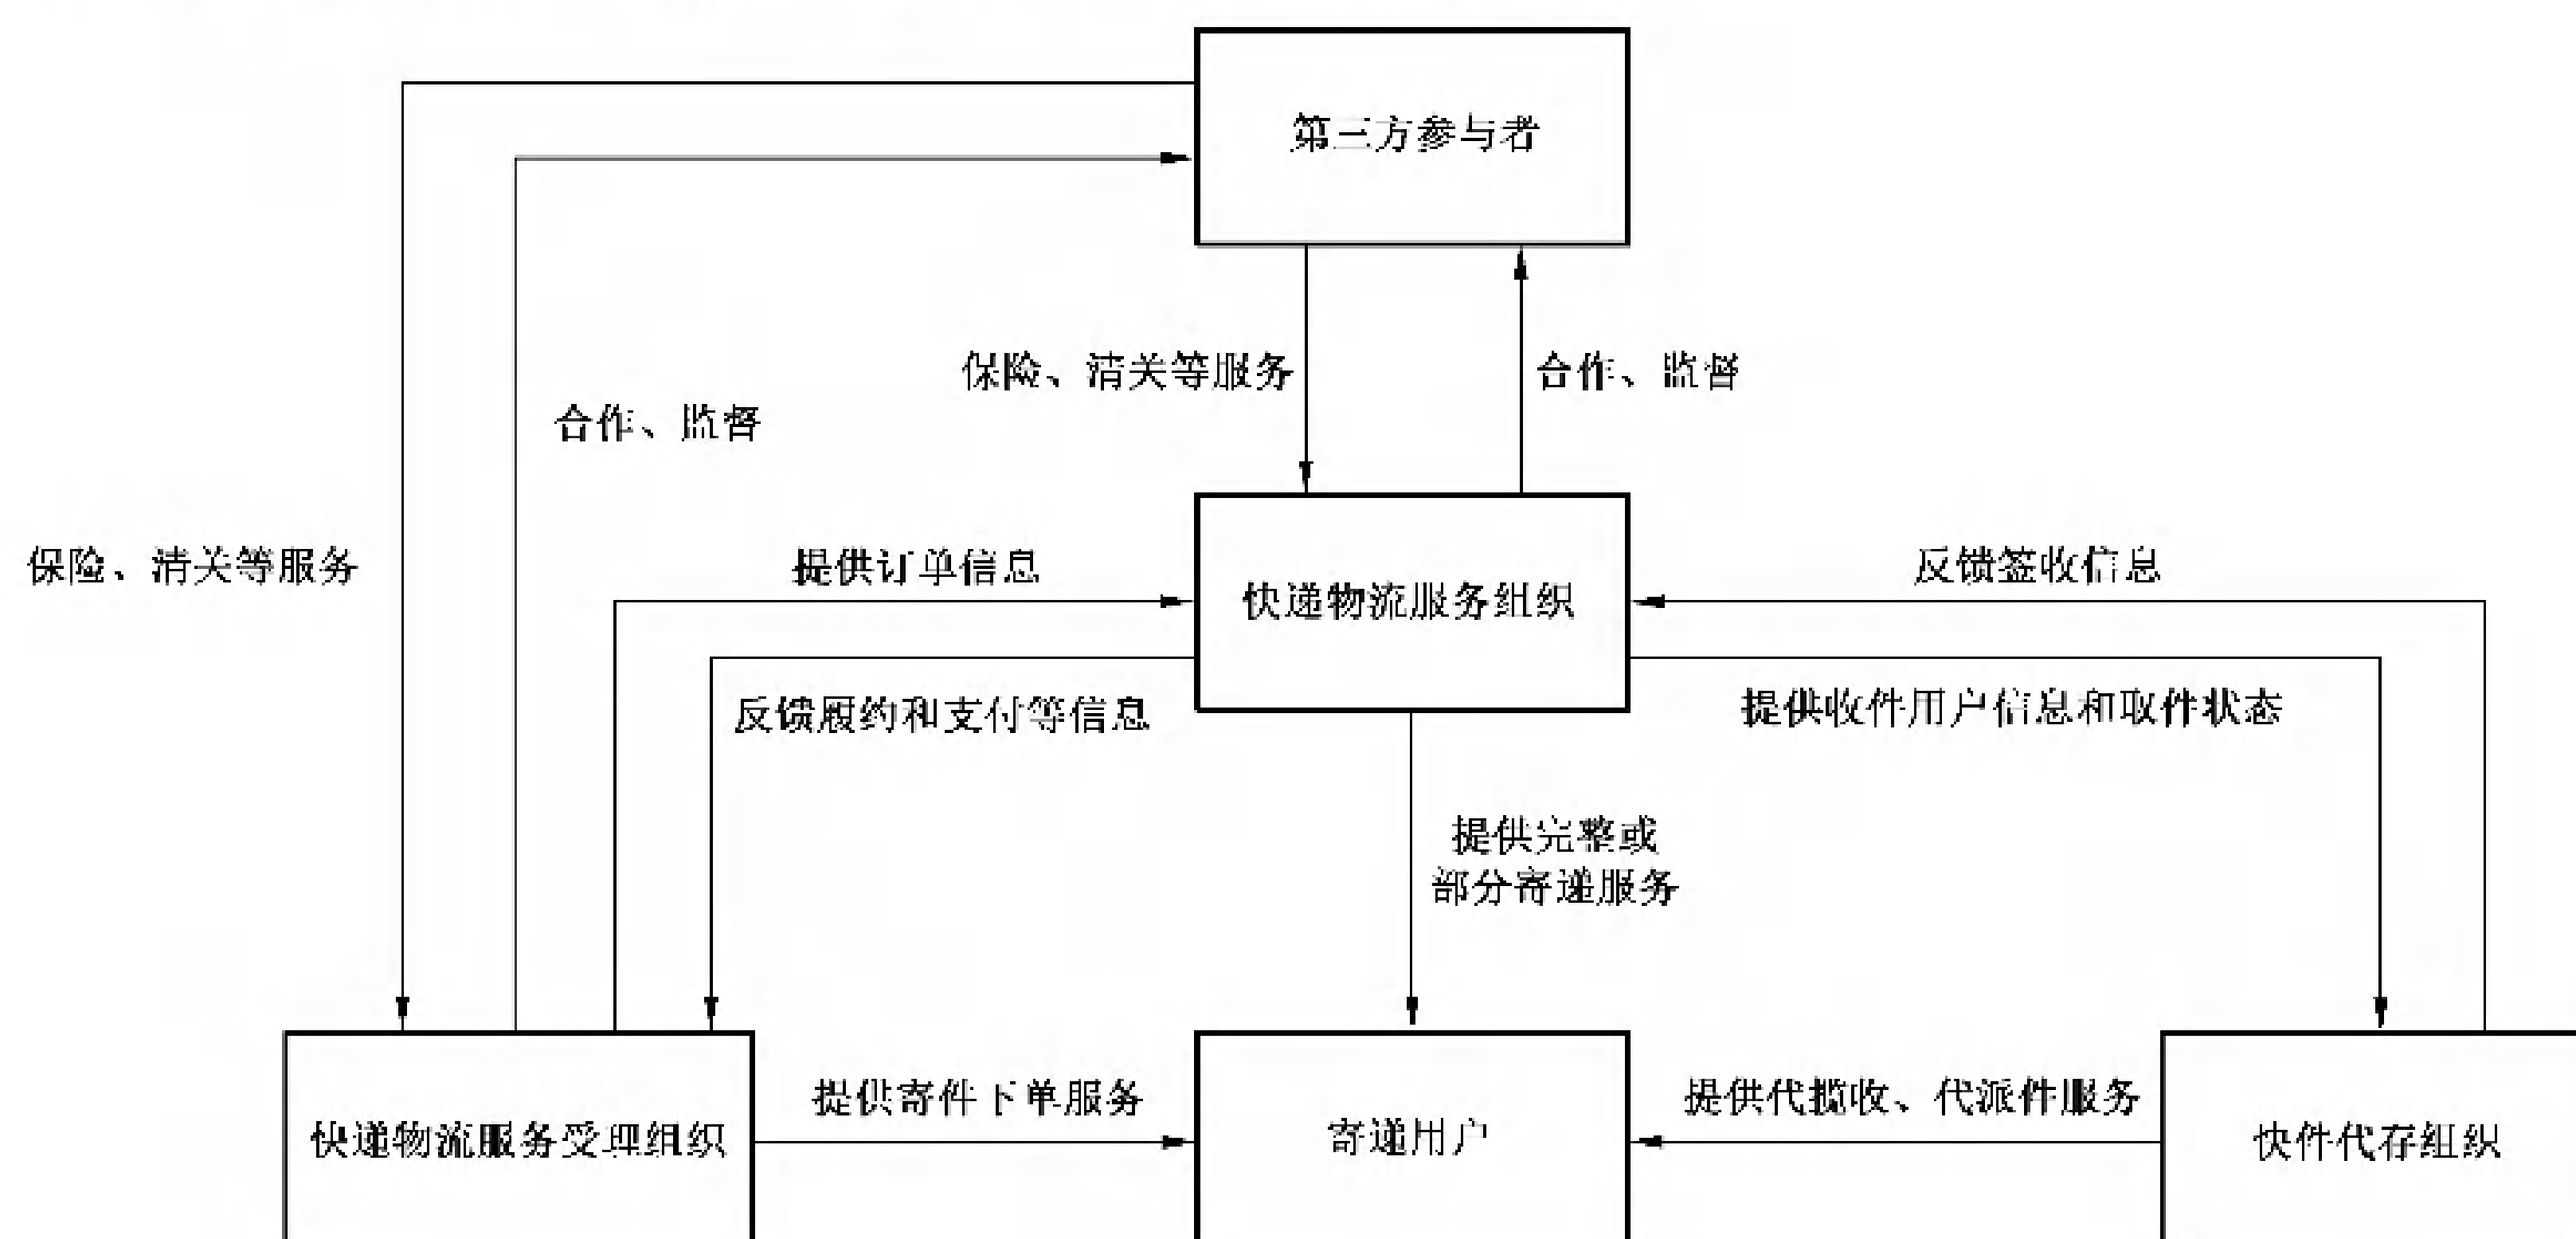 第三方参与者
保险、清关等服务
合作、监督
合作、监督
保险、清关等服务
提供订单信息
反馈签收信息
快递物流服务组织
反馈履约和支付等信息
提供收件用户信息和取件状态
提供完整或
部分寄递服务
提供寄件下单服务
提供代揽收、代派件服务
快递物流服务受理组织
寄递用户
快件代存组织